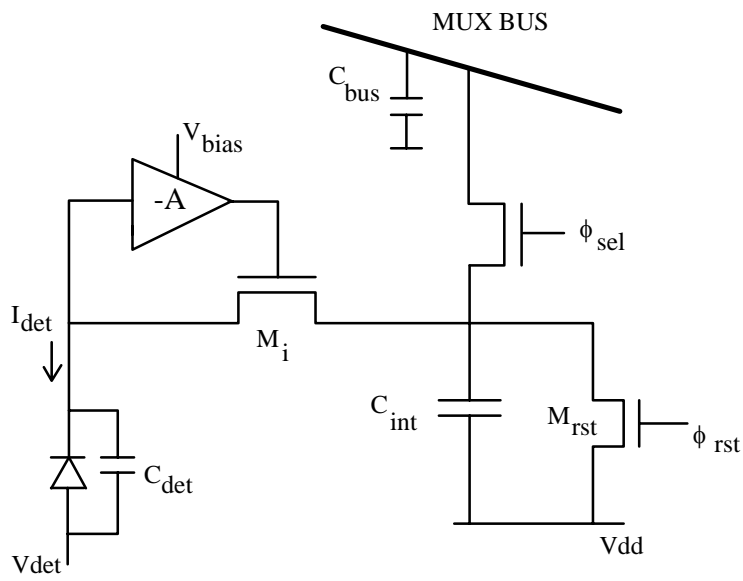 MUX BUS
C_bus
V_bias
-A
ϕ_sel
I_det
M_i
C_int
M_rst
ϕ_rst
C_det
Vdd
Vdet